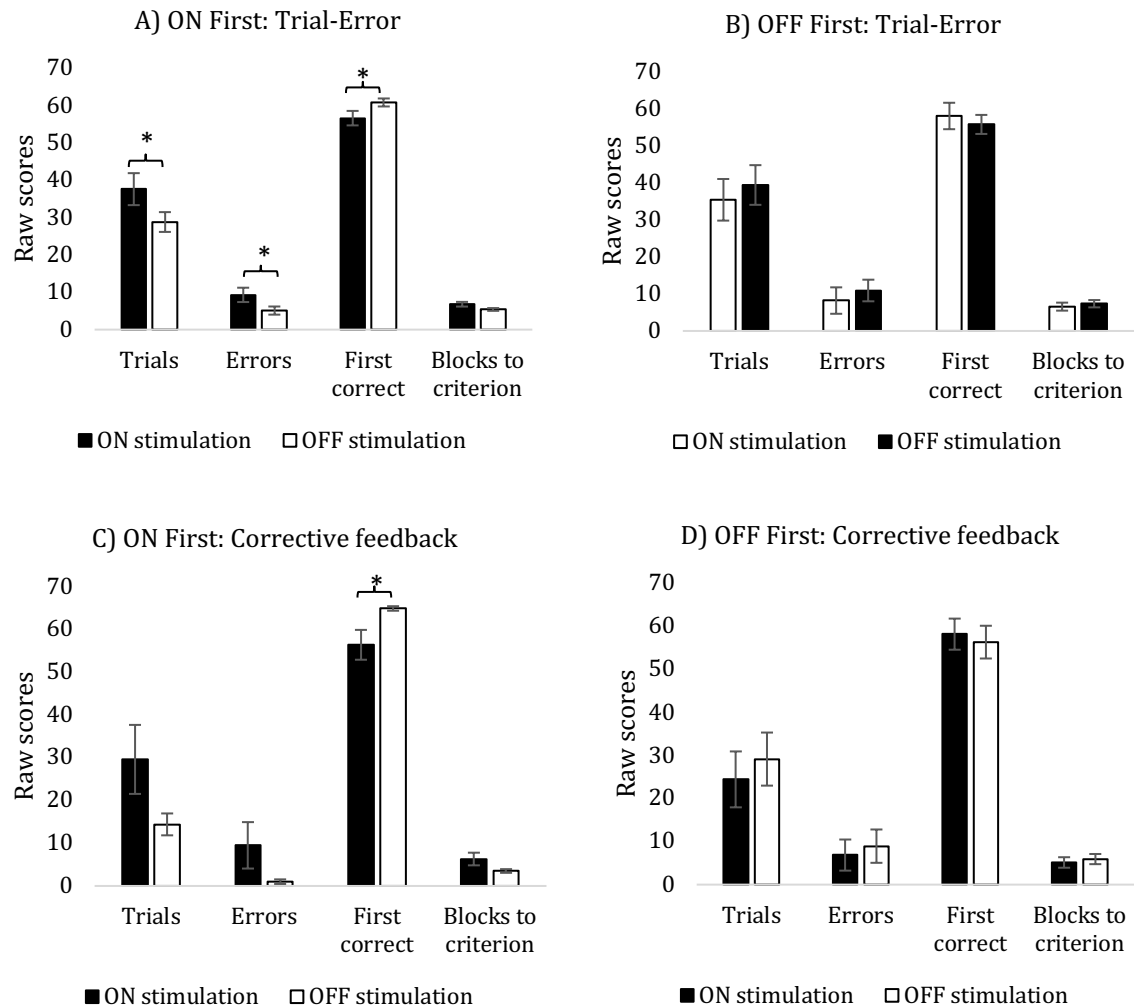 A) ON First: Trial-Error
70
60
50
40
30
20
10
0
Raw scores
*
*
*
Trials
Errors
First correct
Blocks to criterion
ON stimulation
OFF stimulation
B) OFF First: Trial-Error
70
60
50
40
30
20
10
0
Raw scores
Trials
Errors
First correct
Blocks to criterion
ON stimulation
OFF stimulation
C) ON First: Corrective feedback
70
60
50
40
30
20
10
0
Raw scores
*
Trials
Errors
First correct
Blocks to criterion
ON stimulation
OFF stimulation
D) OFF First: Corrective feedback
70
60
50
40
30
20
10
0
Raw scores
Trials
Errors
First correct
Blocks to criterion
ON stimulation
OFF stimulation